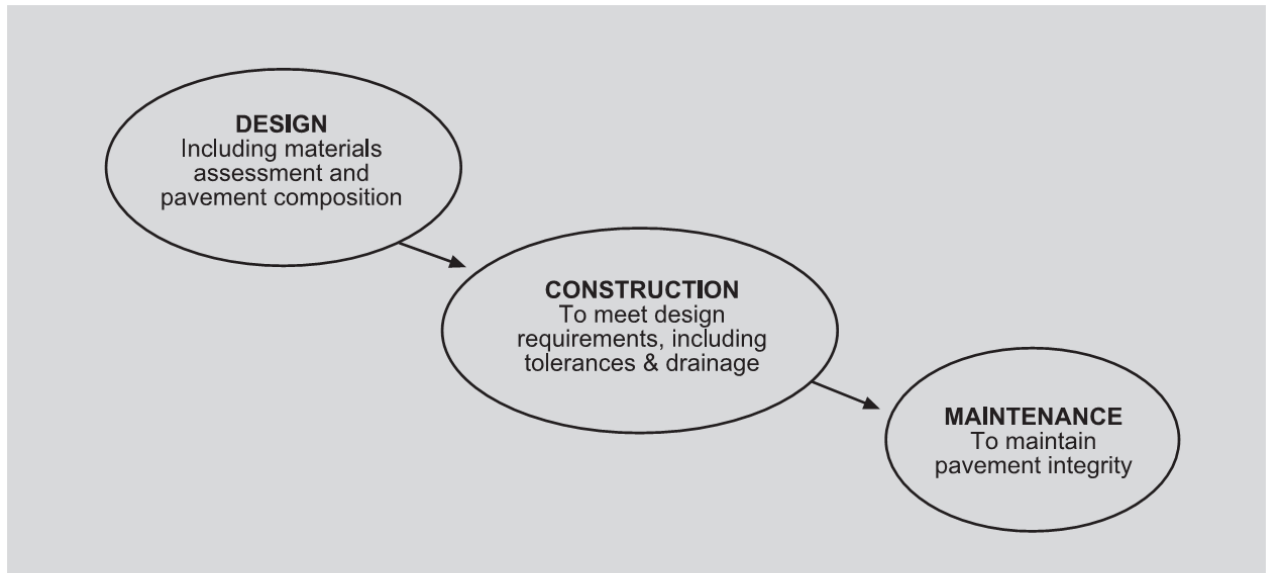 DESIGN
Including materials
assessment and
pavement composition
CONSTRUCTION
To meet design
requirements, including
tolerances & drainage
MAINTENANCE
To maintain
pavement integrity